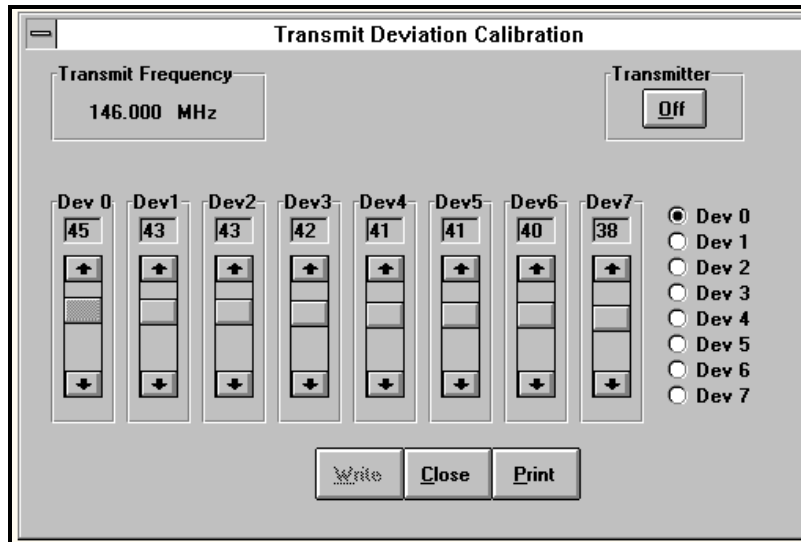 Transmit Deviation Calibration
Transmit Frequency
146.000 MHz
Transmitter
Off
Dev 0 Dev1 Dev2 Dev3 Dev4 Dev5 Dev6 Dev7
45 43 43 42 41 41 40 38
Dev 0
Dev 1
Dev 2
Dev 3
Dev 4
Dev 5
Dev 6
Dev 7
Write Close Print